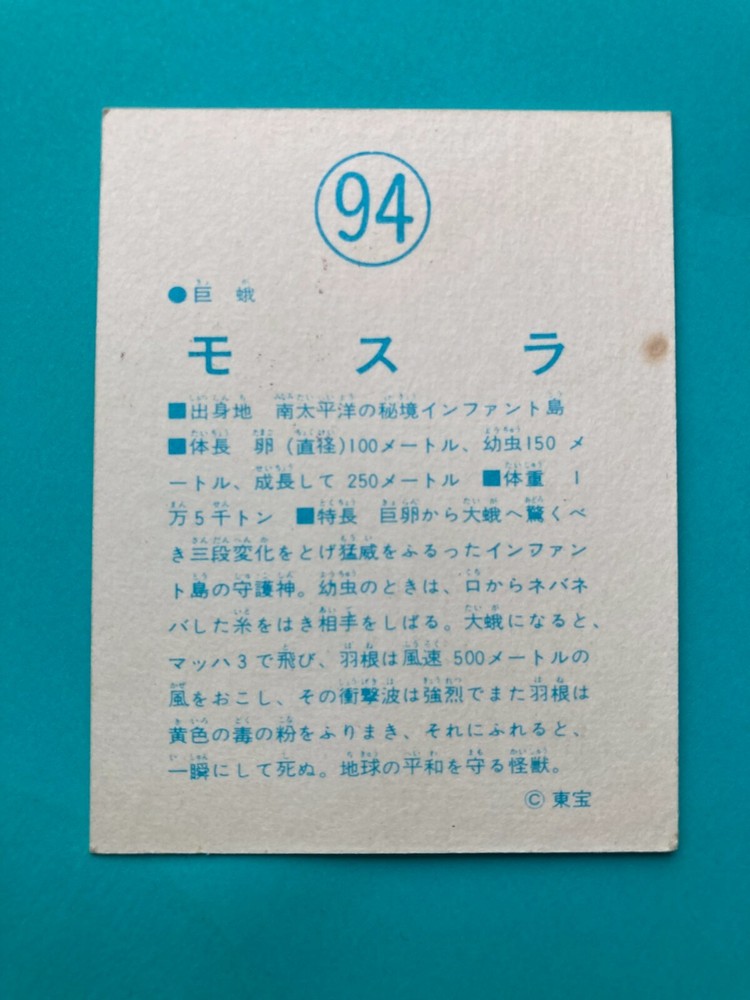 94
●巨 蛾
モスラ
■出身地 南太平洋の秘境インファント島
■体長 卵(直径)100メートル、幼虫150メ
ートル、成長して250メートル ■体重 1
万5千トン ■特長 巨卵から大蛾へ驚くべ
き三段変化をとげ猛威をふるったインファン
ト島の守護神。幼虫のときは、口からネバネ
バした糸をはき相手をしばる。大蛾になると、
マッハ3で飛び、羽根は風速500メートルの
風をおこし、その衝撃波は強烈でまた羽根は
黄色の毒の粉をふりまき、それにふれると、
一瞬にして死ぬ。地球の平和を守る怪獣。
©東宝